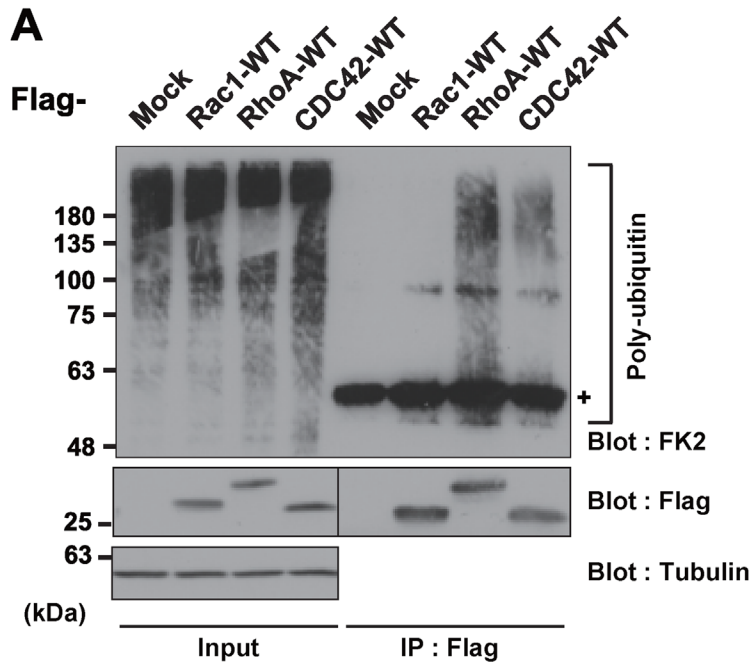 A
Flag-
Mock
Rac1-WT
RhoA-WT
CDC42-WT
Mock
Rac1-WT
RhoA-WT
CDC42-WT
180
135
100
75
63
48
Poly-ubiquitin
+
Blot : FK2
25
Blot : Flag
63
Blot : Tubulin
(kDa)
Input
IP : Flag